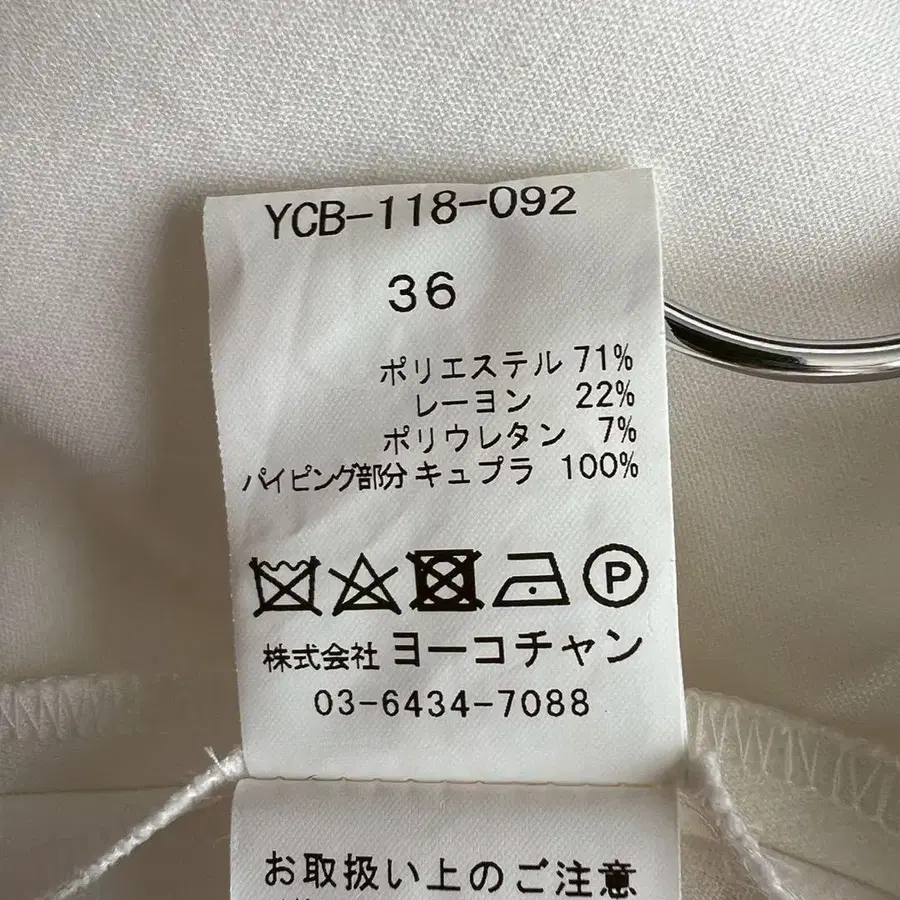 YCB-118-092
36
ポリエステル 71%
レーヨン 22%
ポリウレタン 7%
パイピング部分 キュプラ 100%
P
株式会社 ヨーコチャン
03-6434-7088
お取扱い上のご注意